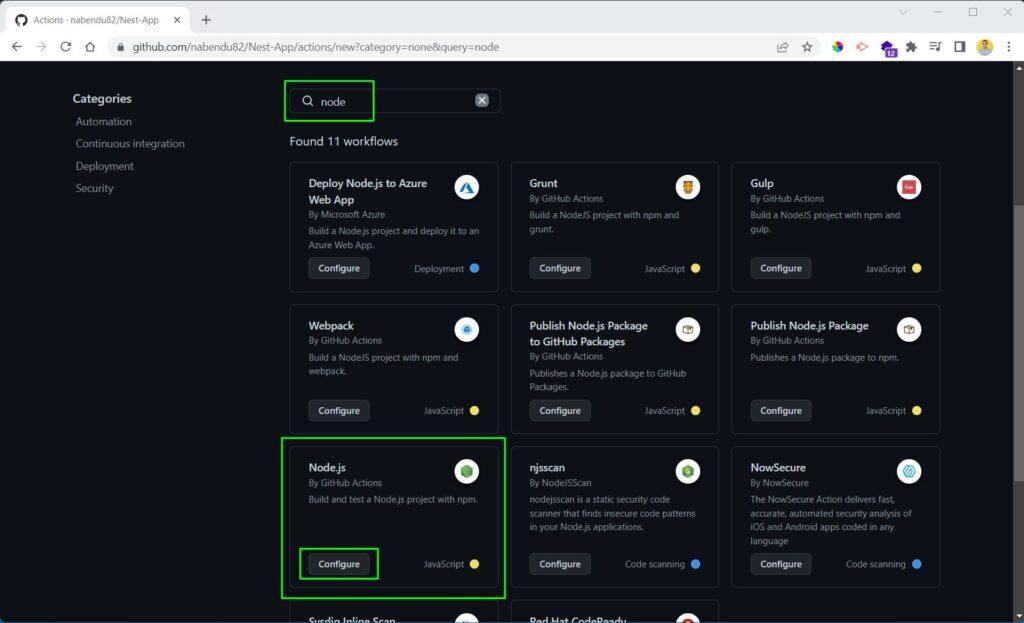 Actions · nabendu82/Nest-App
github.com/nabendu82/Nest-App/actions/new?category=none&query=node
12
Categories
Automation
Continuous integration
Deployment
Security
node
Found 11 workflows
Deploy Node.js to Azure
Web App
By Microsoft Azure
Build a Node.js project and deploy it to an
Azure Web App.
Configure
Deployment
Grunt
By GitHub Actions
Build a NodeJS project with npm and
grunt.
Configure
JavaScript
Gulp
By GitHub Actions
Build a NodeJS project with npm and
gulp.
Configure
JavaScript
Webpack
By GitHub Actions
Build a NodeJS project with npm and
webpack.
Configure
JavaScript
Publish Node.js Package
to GitHub Packages
By GitHub Actions
Publishes a Node.js package to GitHub
Packages.
Configure
JavaScript
Publish Node.js Package
By GitHub Actions
Publishes a Node.js package to npm.
Configure
JavaScript
Node.js
By GitHub Actions
Build and test a Node.js project with npm.
Configure
JavaScript
njsscan
By NodeJSScan
nodejsscan is a static security code
scanner that finds insecure code patterns
in your Node.js applications.
Configure
Code scanning
NowSecure
By NowSecure
The NowSecure Action delivers fast,
accurate, automated security analysis of
iOS and Android apps coded in any
language
Configure
Code scanning
Sysdig Inline Scan
Red Hat CodeReady